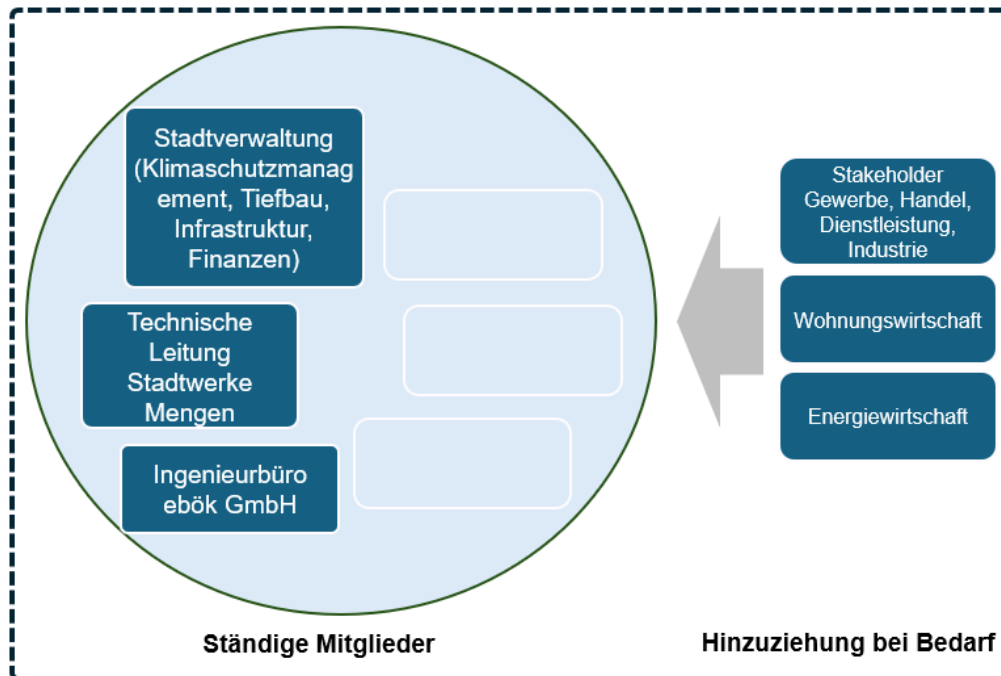 Stadtverwaltung
(Klimaschutzmanag
ement, Tiefbau,
Infrastruktur,
Finanzen)
Technische
Leitung
Stadtwerke
Mengen
Ingenieurbüro
ebök GmbH
Stakeholder
Gewerbe, Handel,
Dienstleistung,
Industrie
Wohnungswirtschaft
Energiewirtschaft
Ständige Mitglieder
Hinzuziehung bei Bedarf